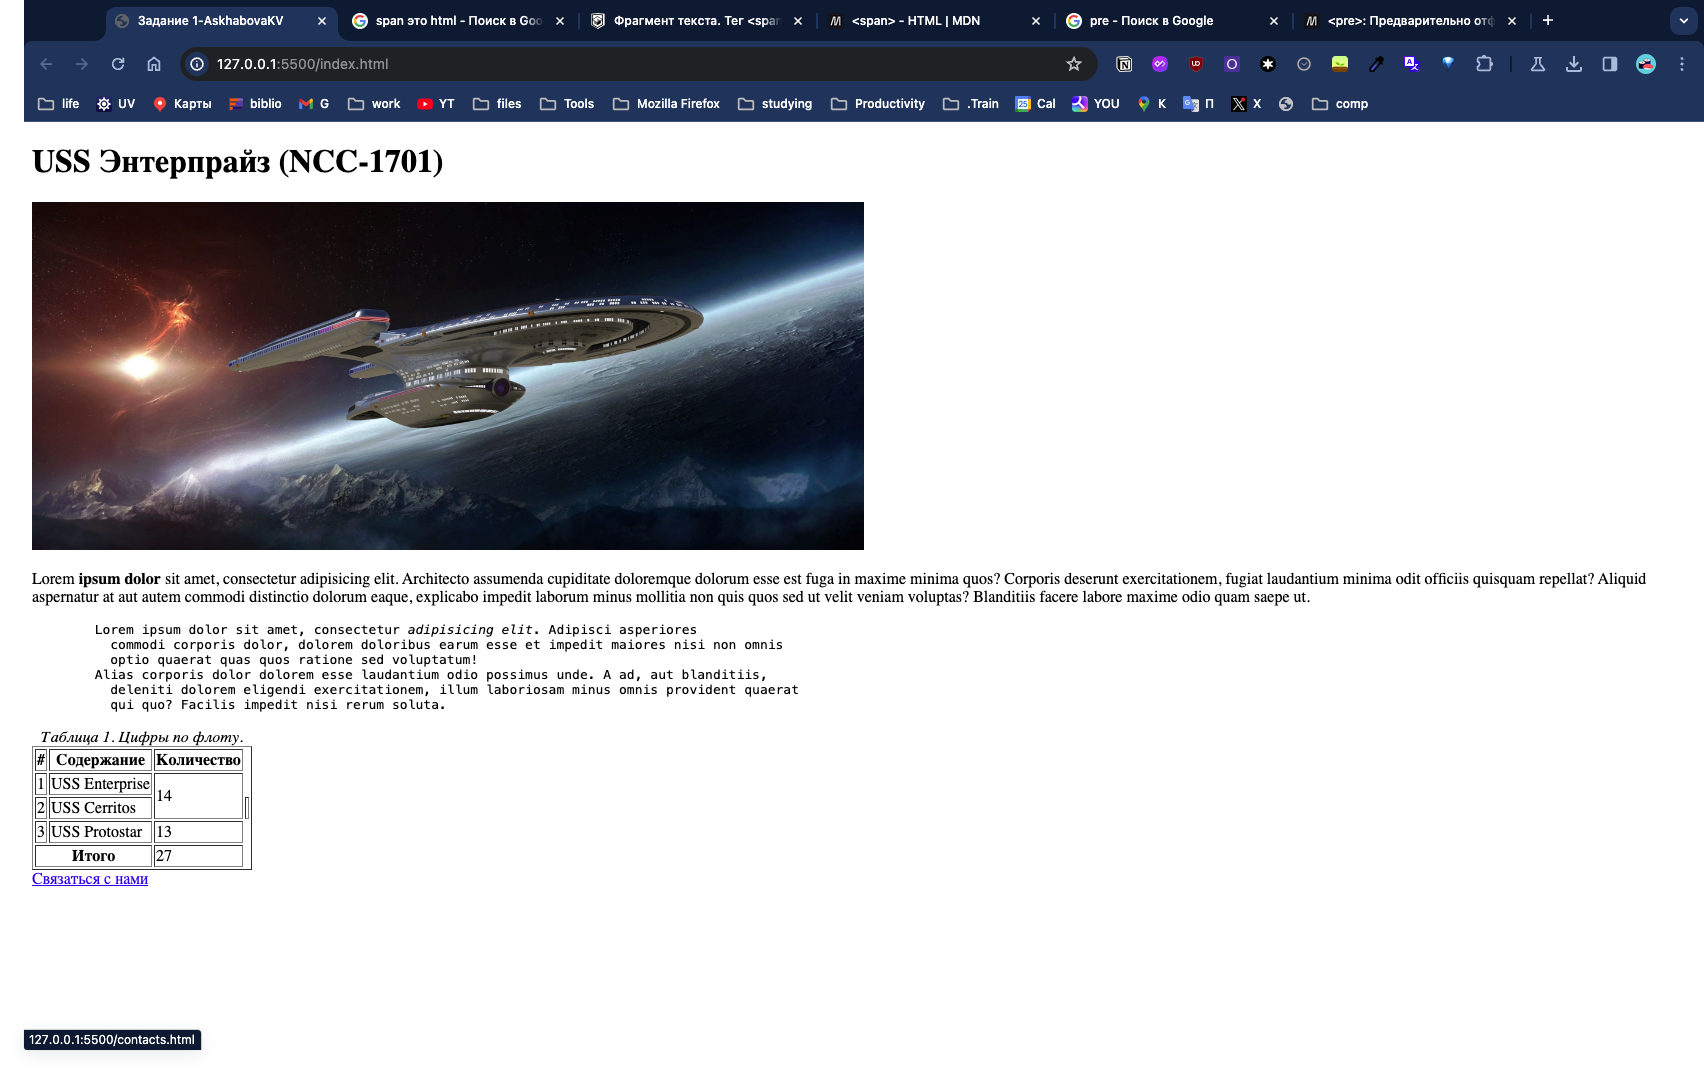 Задание 1-AskhabovaKV
span это html - Поиск в Goo
Фрагмент текста. Тег <spa
<span> - HTML | MDN
pre - Поиск в Google
<pre>: Предварительно от
127.0.0.1:5500/index.html
life UV Карты biblio G work YT files Tools Mozilla Firefox studying Productivity .Train Cal YOU K П X comp
USS Энтерпрайз (NCC-1701)
Lorem ipsum dolor sit amet, consectetur adipisicing elit. Architecto assumenda cupiditate doloremque dolorum esse est fuga in maxime minima quos? Corporis deserunt exercitationem, fugiat laudantium minima odit officiis quisquam repellat? Aliquid
aspernatur at aut autem commodi distinctio dolorum eaque, explicabo impedit laborum minus mollitia non quis quos sed ut velit veniam voluptas? Blanditiis facere labore maxime odio quam saepe ut.
Lorem ipsum dolor sit amet, consectetur adipisicing elit. Adipisci asperiores
commodi corporis dolor, dolorem doloribus earum esse et impedit maiores nisi non omnis
optio quaerat quas quos ratione sed voluptatum!
Alias corporis dolor dolorem esse laudantium odio possimus unde. A ad, aut blanditiis,
deleniti dolorem eligendi exercitationem, illum laboriosam minus omnis provident quaerat
qui quo? Facilis impedit nisi rerum soluta.
Таблица 1. Цифры по флоту.
# Содержание Количество
1 USS Enterprise 14
2 USS Cerritos
3 USS Protostar 13
Итого 27
Связаться с нами
127.0.0.1:5500/contacts.html